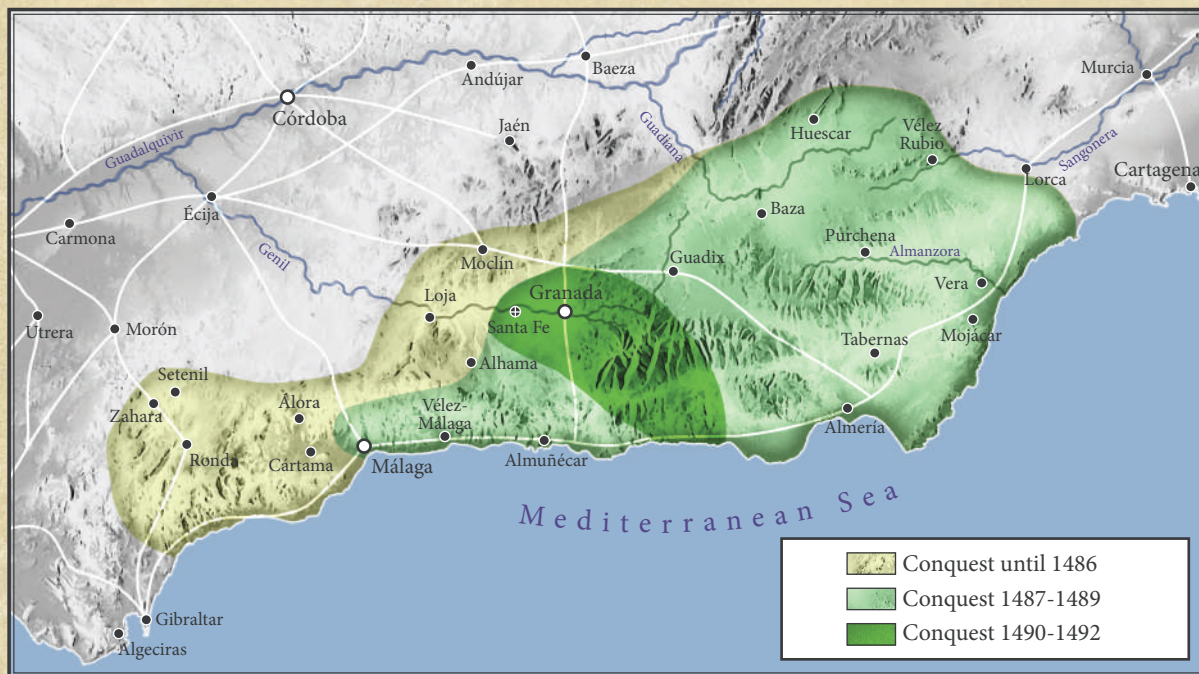 Andújar
Baeza
Murcia
Córdoba
Guadalquivir
Jaén
Guadiana
Huescar
Vélez
Rubio
Sangonera
Lorca
Cartagena
Écija
Carmona
Genil
Baza
Moclín
Guadix
Purchena
Almanzora
Vera
Utrera
Morón
Loja
Santa Fe
Granada
Mojácar
Tabernas
Alhama
Setenil
Zahara
Álora
Vélez-
Málaga
Ronda
Cártama
Málaga
Almuñécar
Almería
Mediterranean Sea
Gibraltar
Algeciras
Conquest until 1486
Conquest 1487-1489
Conquest 1490-1492